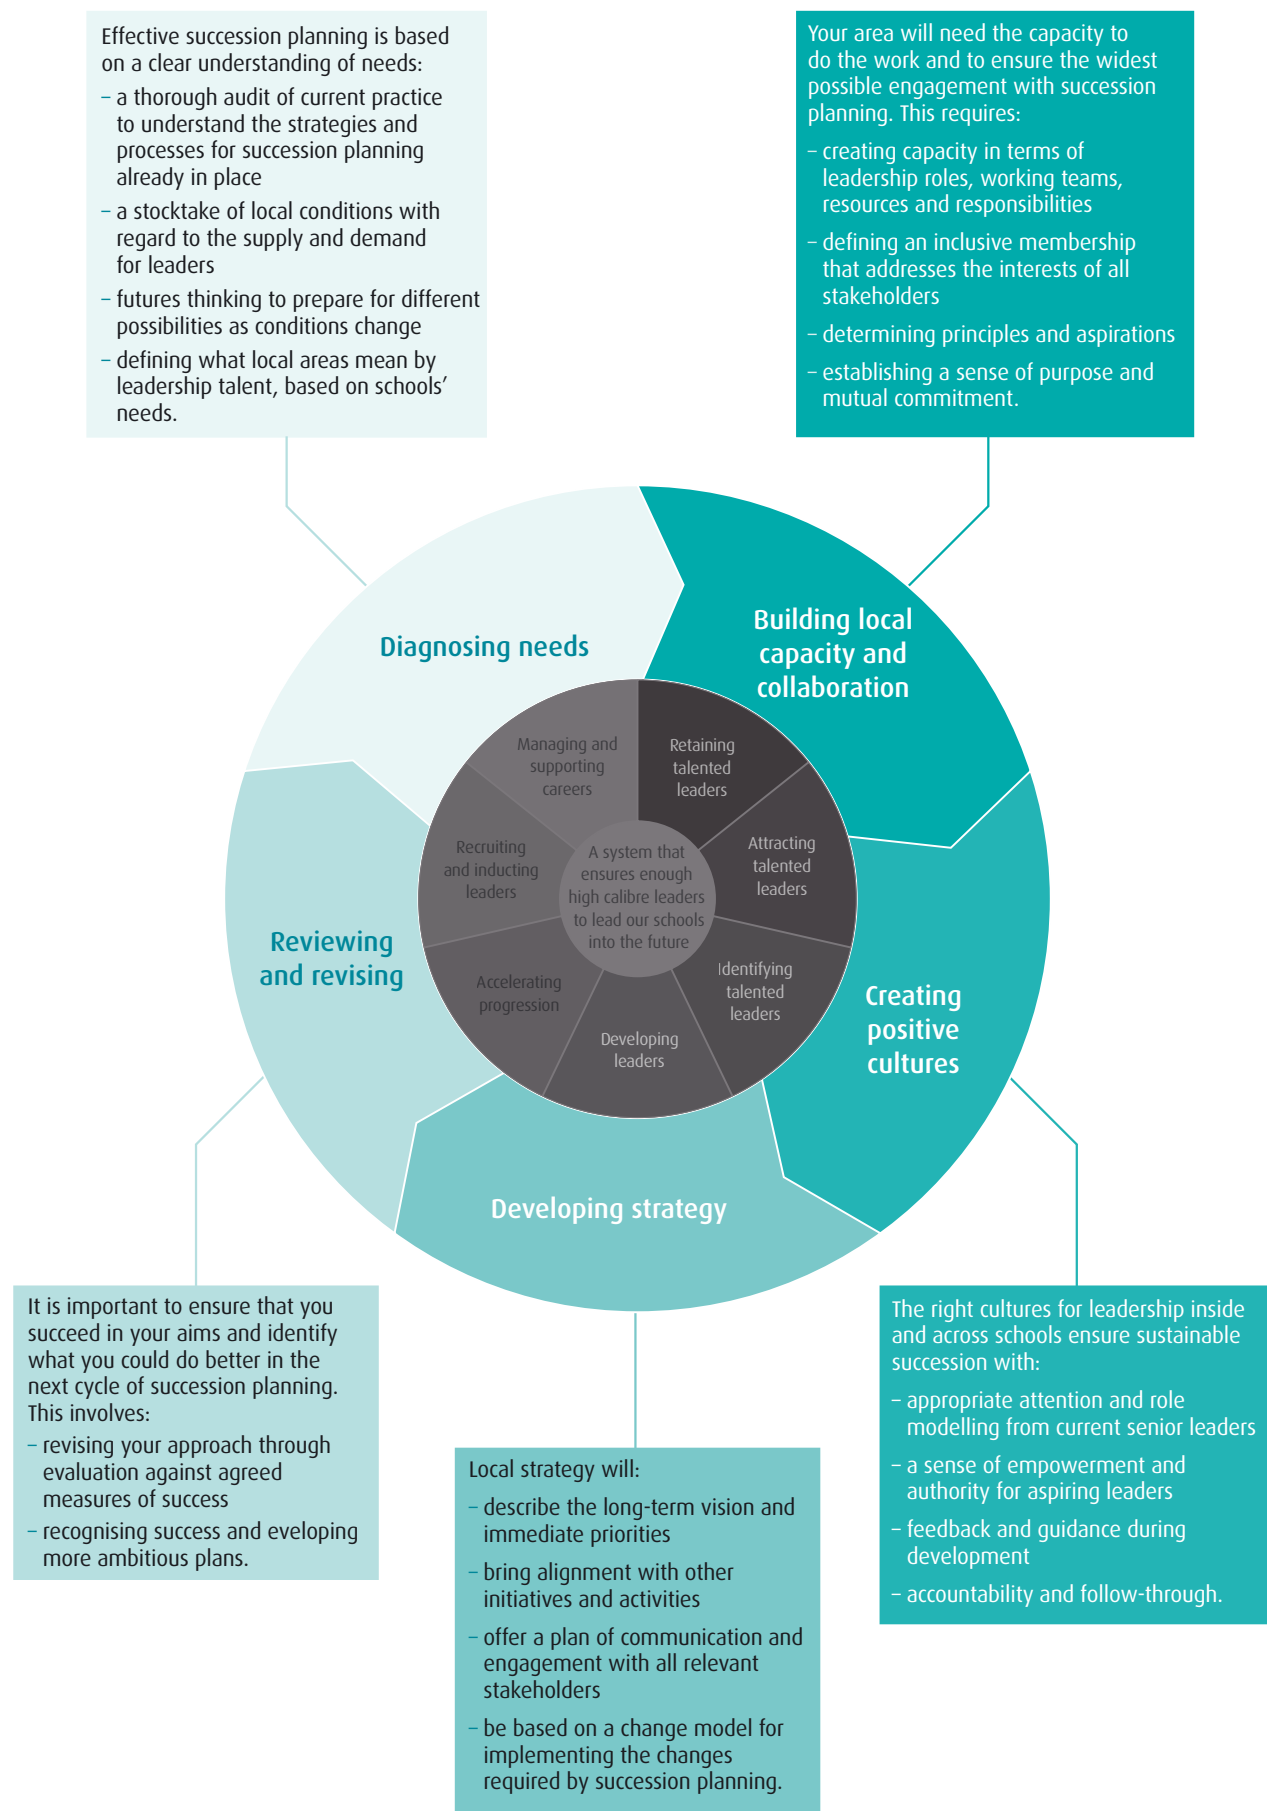 Effective succession planning is based
on a clear understanding of needs:
– a thorough audit of current practice
to understand the strategies and
processes for succession planning
already in place
– a stocktake of local conditions with
regard to the supply and demand
for leaders
– futures thinking to prepare for different
possibilities as conditions change
– defining what local areas mean by
leadership talent, based on schools’
needs.
Your area will need the capacity to
do the work and to ensure the widest
possible engagement with succession
planning. This requires:
– creating capacity in terms of
leadership roles, working teams,
resources and responsibilities
– defining an inclusive membership
that addresses the interests of all
stakeholders
– determining principles and aspirations
– establishing a sense of purpose and
mutual commitment.
Diagnosing needs
Building local
capacity and
collaboration
Managing and
supporting
careers
Retaining
talented
leaders
Recruiting
and inducting
leaders
A system that
ensures enough
high calibre leaders
to lead our schools
into the future
Attracting
talented
leaders
Accelerating
progression
Identifying
talented
leaders
Developing
leaders
Reviewing
and revising
Creating
positive
cultures
Developing strategy
It is important to ensure that you
succeed in your aims and identify
what you could do better in the
next cycle of succession planning.
This involves:
– revising your approach through
evaluation against agreed
measures of success
– recognising success and eveloping
more ambitious plans.
Local strategy will:
– describe the long-term vision and
immediate priorities
– bring alignment with other
initiatives and activities
– offer a plan of communication and
engagement with all relevant
stakeholders
– be based on a change model for
implementing the changes
required by succession planning.
The right cultures for leadership inside
and across schools ensure sustainable
succession with:
– appropriate attention and role
modelling from current senior leaders
– a sense of empowerment and
authority for aspiring leaders
– feedback and guidance during
development
– accountability and follow-through.